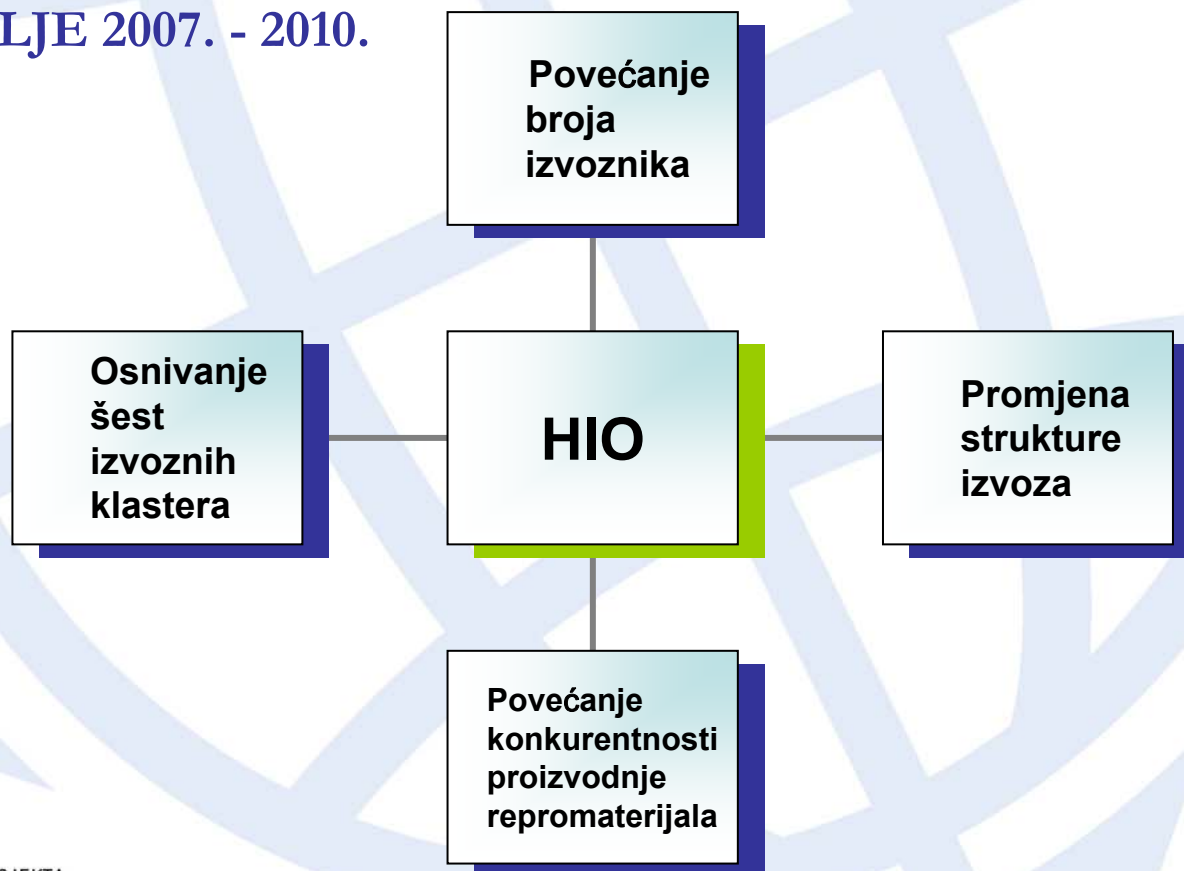 LJE 2007. - 2010.
Povećanje
broja
izvoznika
Osnivanje
šest
izvoznih
klastera
HIO
Promjena
strukture
izvoza
Povećanje
konkurentnosti
proizvodnje
repromaterijala